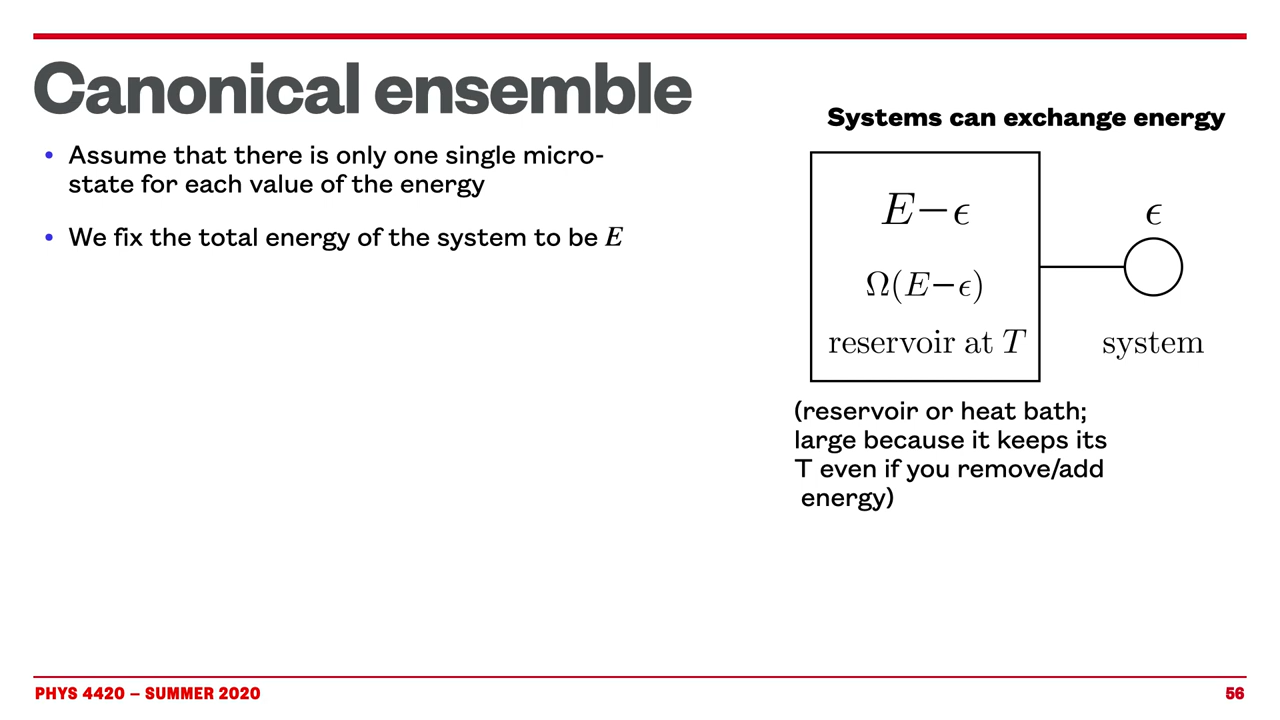 Canonical ensemble
• Assume that there is only one single micro-
state for each value of the energy
• We fix the total energy of the system to be E
Systems can exchange energy
E−ϵ
Ω(E−ϵ)
reservoir at T
ϵ
system
(reservoir or heat bath;
large because it keeps its
T even if you remove/add
energy)
PHYS 4420 – SUMMER 2020
56